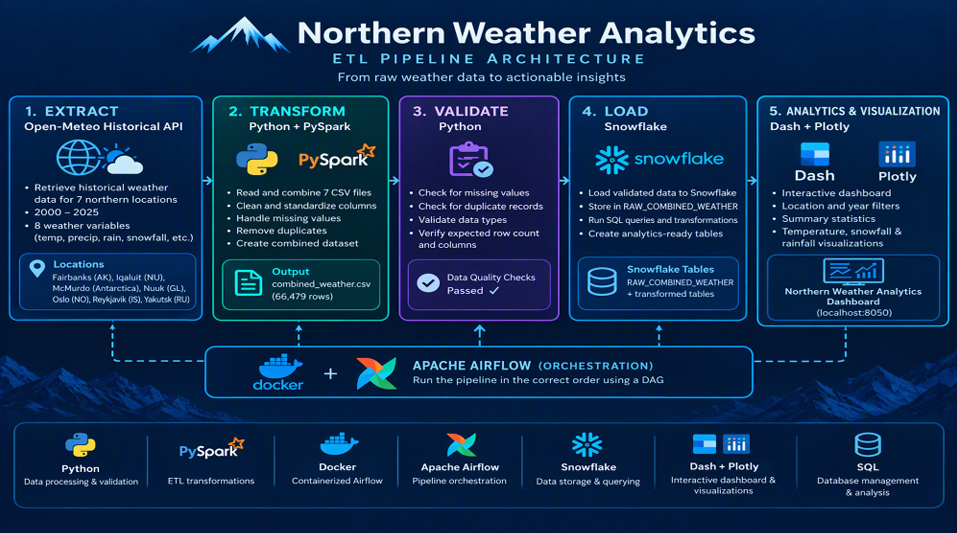 Northern Weather Analytics
ETL PIPELINE ARCHITECTURE
From raw weather data to actionable insights
1. EXTRACT
Open-Meteo Historical API
• Retrieve historical weather
data for 7 northern locations
• 2000 – 2025
• 8 weather variables
(temp, precip, rain, snowfall, etc.)
Locations
Fairbanks (AK), Iqaluit (NU),
McMurdo (Antarctica), Nuuk (GL),
Oslo (NO), Reykjavik (IS), Yakutsk (RU)
2. TRANSFORM
Python + PySpark
PySpark
• Read and combine 7 CSV files
• Clean and standardize columns
• Handle missing values
• Remove duplicates
• Create combined dataset
Output
combined_weather.csv
(66,479 rows)
3. VALIDATE
Python
• Check for missing values
• Check for duplicate records
• Validate data types
• Verify expected row count
and columns
Data Quality Checks
Passed ✓
4. LOAD
Snowflake
snowflake
• Load validated data to Snowflake
• Store in RAW_COMBINED_WEATHER
• Run SQL queries and transformations
• Create analytics-ready tables
Snowflake Tables
RAW_COMBINED_WEATHER
+ transformed tables
5. ANALYTICS & VISUALIZATION
Dash + Plotly
Dash
Plotly
• Interactive dashboard
• Location and year filters
• Summary statistics
• Temperature, snowfall &
rainfall visualizations
Northern Weather Analytics
Dashboard
(localhost:8050)
docker
+
APACHE AIRFLOW (ORCHESTRATION)
Run the pipeline in the correct order using a DAG
Python
Data processing & validation
PySpark
ETL transformations
Docker
Containerized Airflow
Apache Airflow
Pipeline orchestration
Snowflake
Data storage & querying
Dash + Plotly
Interactive dashboard &
visualizations
SQL
Database management
& analysis